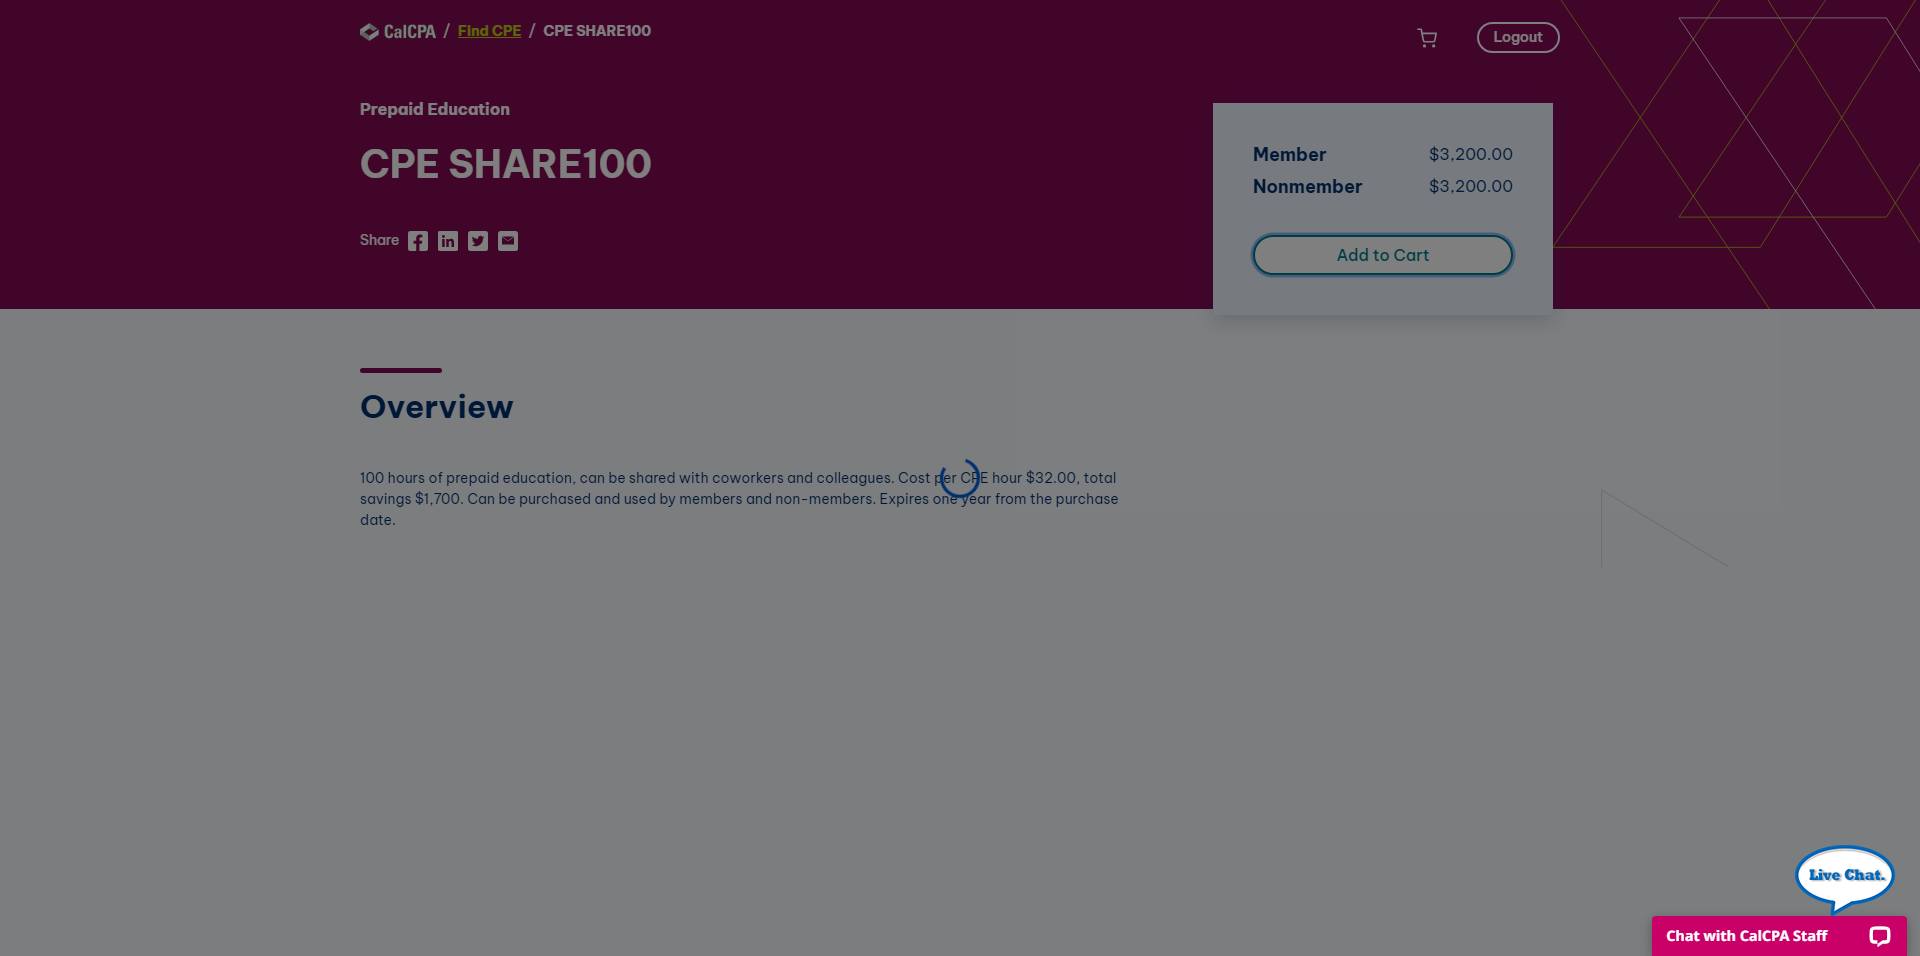 CalCPA / Find CPE / CPE SHARE100
Logout
Prepaid Education
CPE SHARE100
Share
Member $3,200.00
Nonmember $3,200.00
Add to Cart
Overview
100 hours of prepaid education, can be shared with coworkers and colleagues. Cost per CPE hour $32.00, total
savings $1,700. Can be purchased and used by members and non-members. Expires one year from the purchase
date.
Live Chat.
Chat with CalCPA Staff